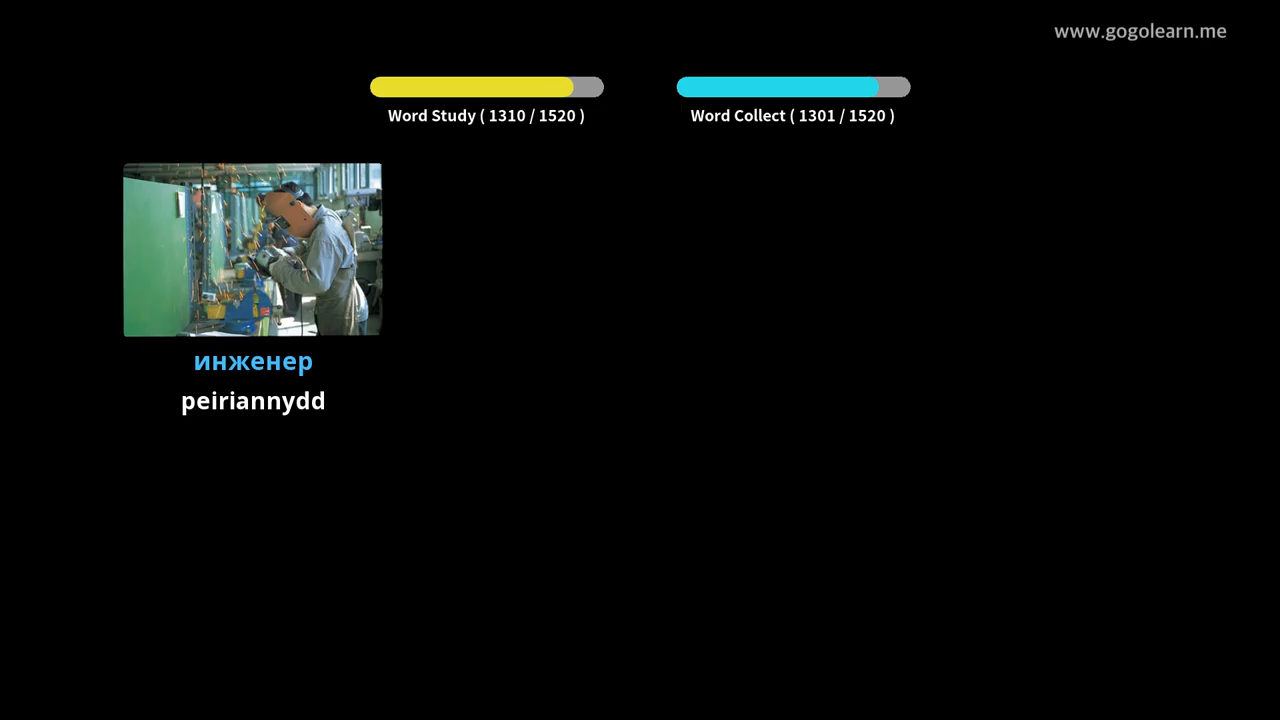 www.gogolearn.me
Word Study ( 1310 / 1520 )
Word Collect ( 1301 / 1520 )
инженер
peiriannydd